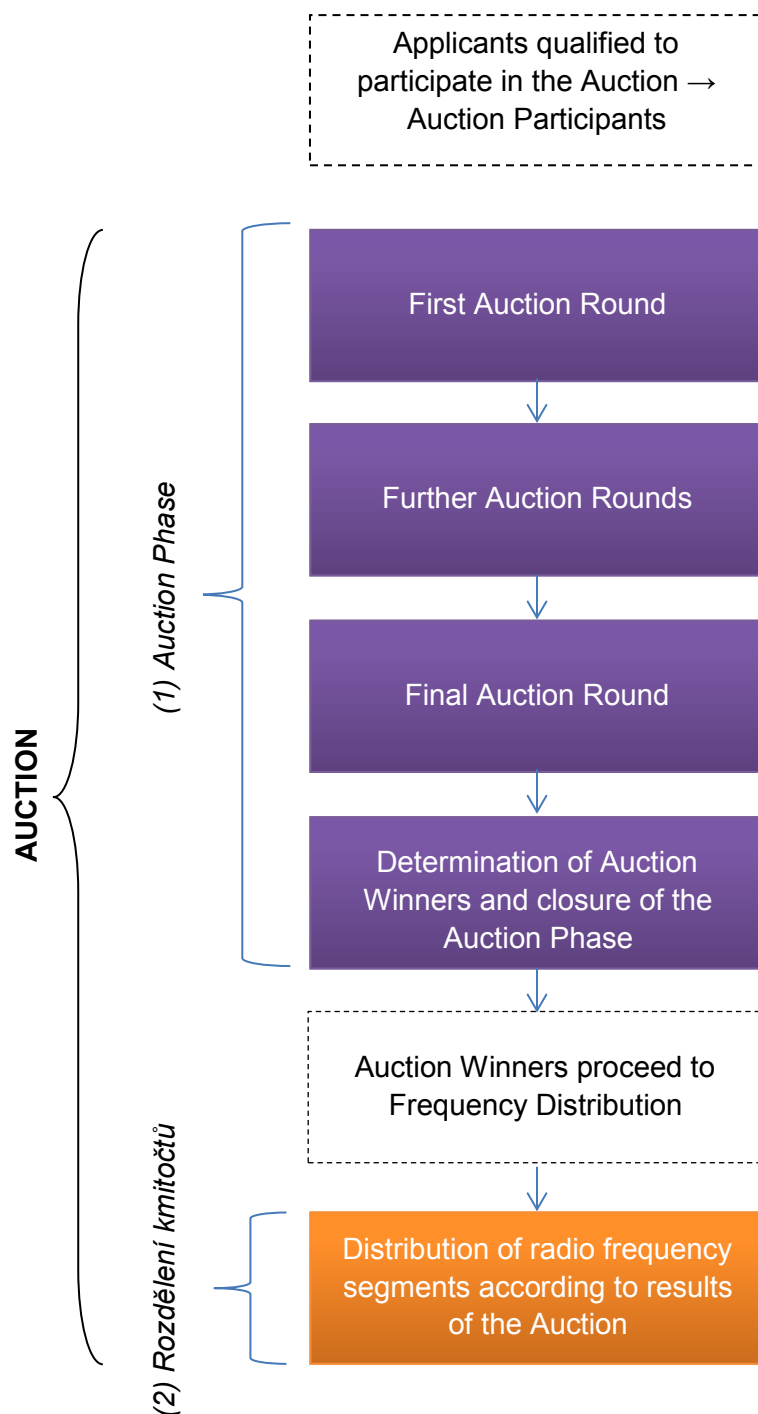 Applicants qualified to
participate in the Auction →
Auction Participants
AUCTION
(1) Auction Phase
First Auction Round
Further Auction Rounds
Final Auction Round
Determination of Auction
Winners and closure of the
Auction Phase
Auction Winners proceed to
Frequency Distribution
(2) Rozdělení kmitočtů
Distribution of radio frequency
segments according to results
of the Auction